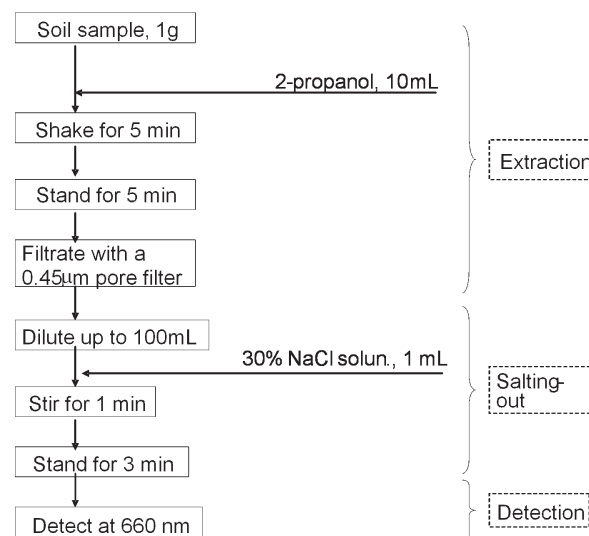 Soil sample, 1g
2-propanol, 10mL
Shake for 5 min
Extraction
Stand for 5 min
Filtrate with a
0.45μm pore filter
Dilute up to 100mL
30% NaCl solun., 1 mL
Salting-
out
Stir for 1 min
Stand for 3 min
Detection
Detect at 660 nm